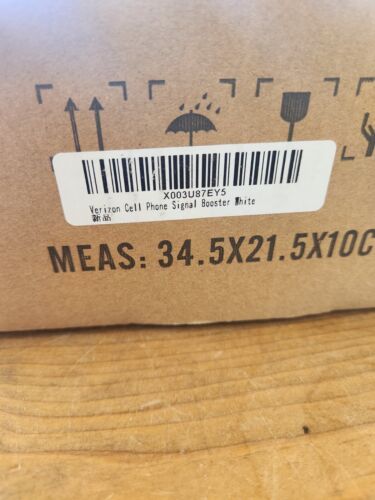 X003U87EY5
Verizon Cell Phone Signal Booster White
新品
MEAS: 34.5X21.5X10C